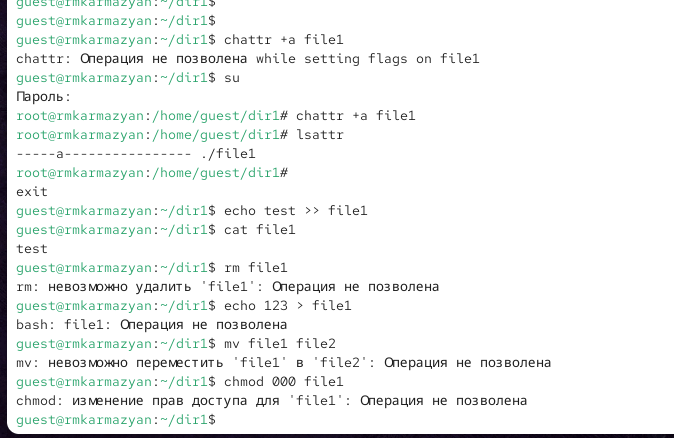 guest@rmkarmazyan:~/dir1$
guest@rmkarmazyan:~/dir1$
guest@rmkarmazyan:~/dir1$ chattr +a file1
chattr: Операция не позволена while setting flags on file1
guest@rmkarmazyan:~/dir1$ su
Пароль:
root@rmkarmazyan:/home/guest/dir1# chattr +a file1
root@rmkarmazyan:/home/guest/dir1# lsattr
-----a---------------- ./file1
root@rmkarmazyan:/home/guest/dir1#
exit
guest@rmkarmazyan:~/dir1$ echo test >> file1
guest@rmkarmazyan:~/dir1$ cat file1
test
guest@rmkarmazyan:~/dir1$ rm file1
rm: невозможно удалить 'file1': Операция не позволена
guest@rmkarmazyan:~/dir1$ echo 123 > file1
bash: file1: Операция не позволена
guest@rmkarmazyan:~/dir1$ mv file1 file2
mv: невозможно переместить 'file1' в 'file2': Операция не позволена
guest@rmkarmazyan:~/dir1$ chmod 000 file1
chmod: изменение прав доступа для 'file1': Операция не позволена
guest@rmkarmazyan:~/dir1$